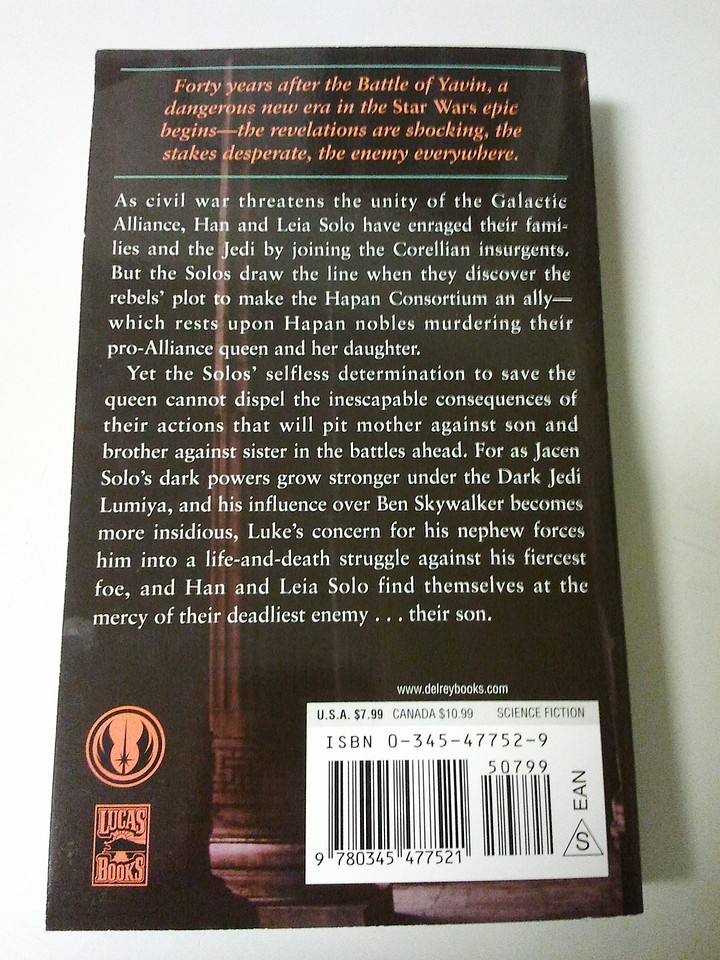 Forty years after the Battle of Yavin, a
dangerous new era in the Star Wars epic
begins—the revelations are shocking, the
stakes desperate, the enemy everywhere.
As civil war threatens the unity of the Galactic
Alliance, Han and Leia Solo have enraged their fami-
lies and the Jedi by joining the Corellian insurgents.
But the Solos draw the line when they discover the
rebels' plot to make the Hapan Consortium an ally—
which rests upon Hapan nobles murdering their
pro-Alliance queen and her daughter.
Yet the Solos' selfless determination to save the
queen cannot dispel the inescapable consequences of
their actions that will pit mother against son and
brother against sister in the battles ahead. For as Jacen
Solo's dark powers grow stronger under the Dark Jedi
Lumiya, and his influence over Ben Skywalker becomes
more insidious, Luke's concern for his nephew forces
him into a life-and-death struggle against his fiercest
foe, and Han and Leia Solo find themselves at the
mercy of their deadliest enemy . . . their son.
www.delreybooks.com
U.S.A. $7.99 CANADA $10.99 SCIENCE FICTION
ISBN 0-345-47752-9
50799
9 780345 477521
EAN
S
LUCAS
BOOKS